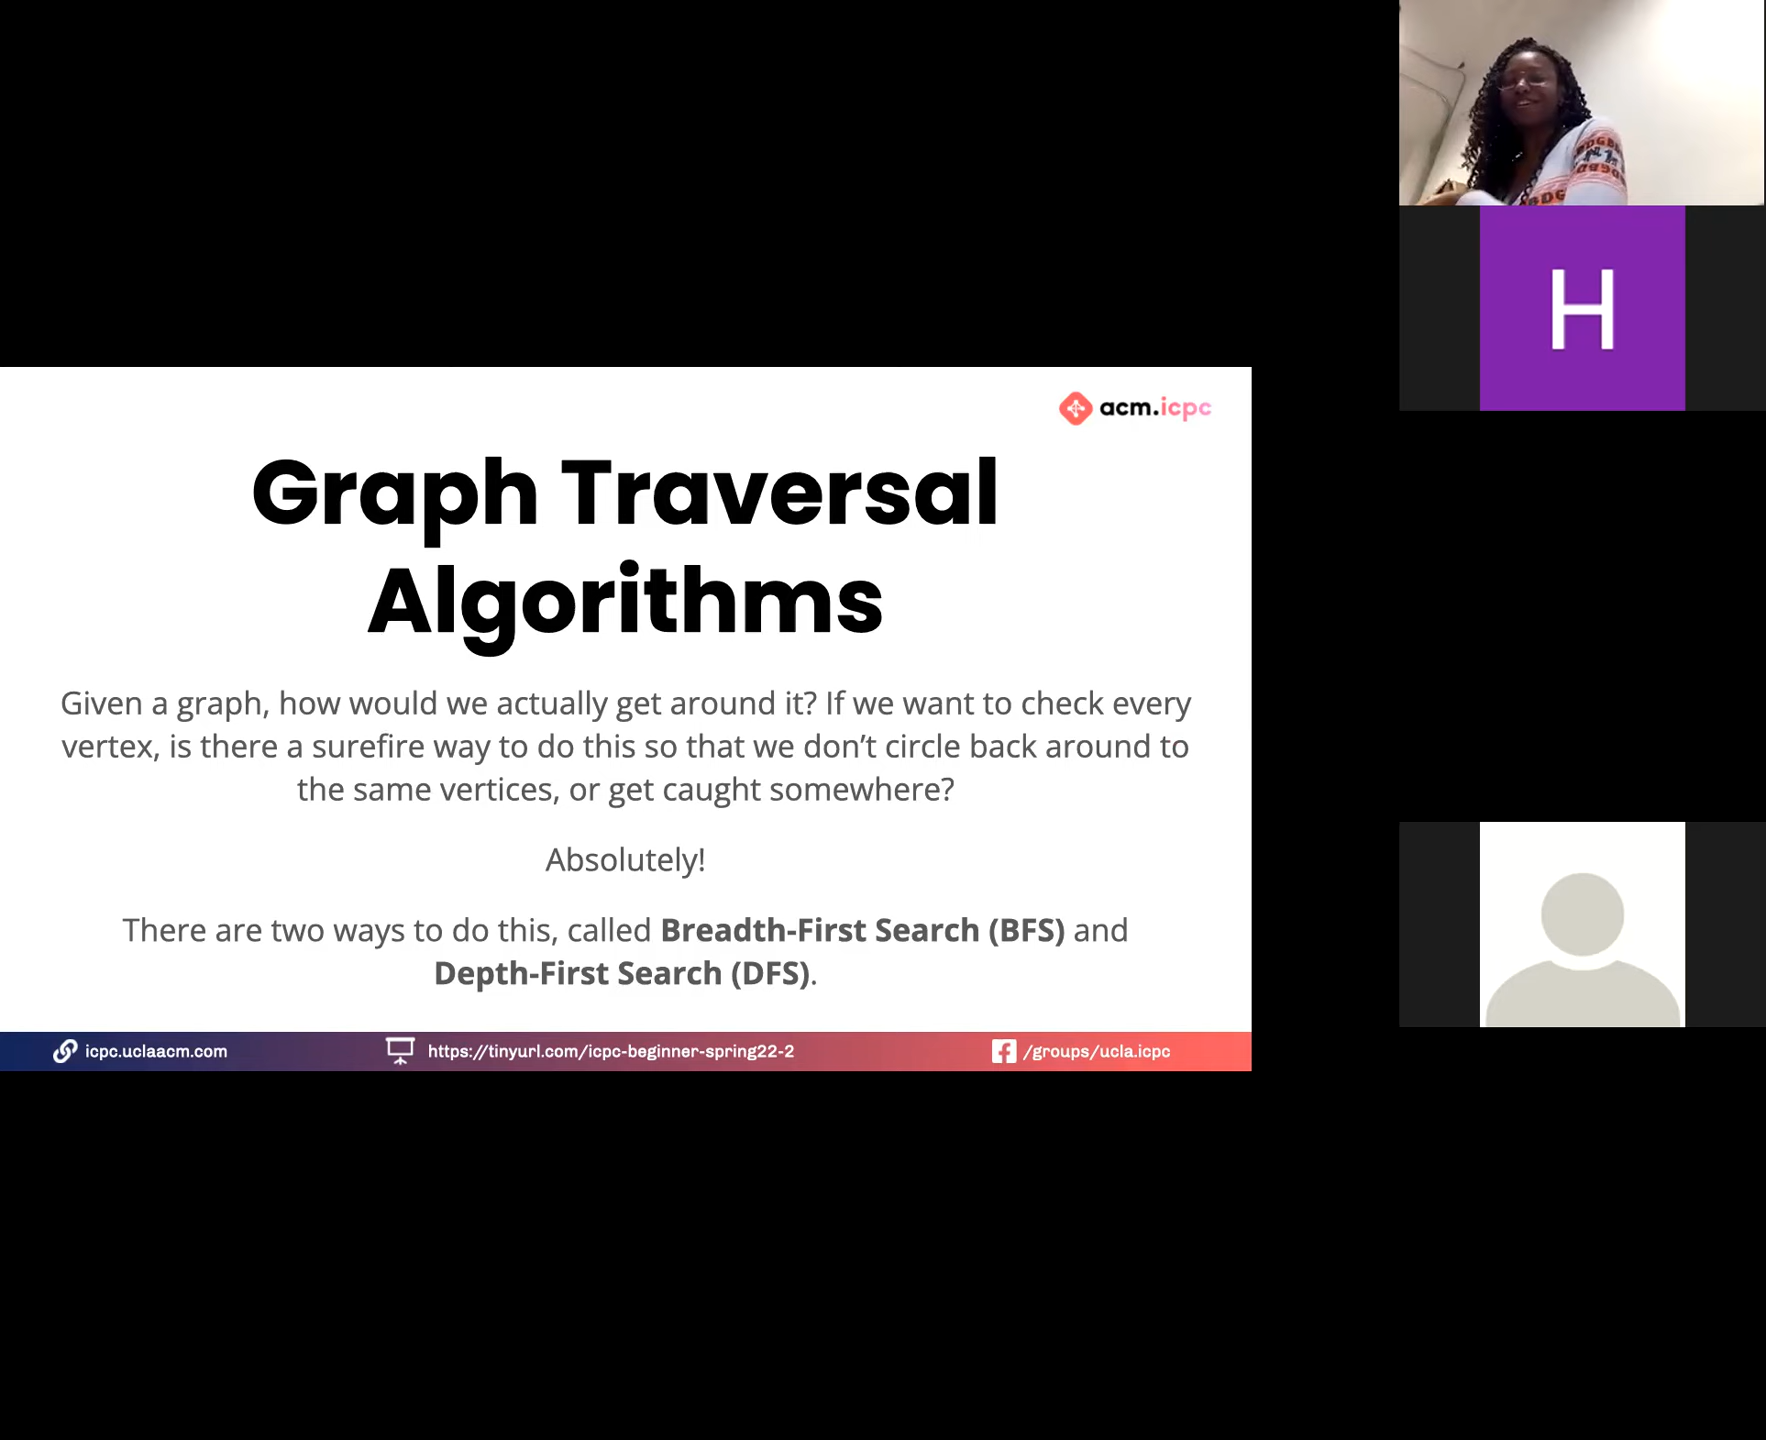 acm.icpc
Graph Traversal
Algorithms
Given a graph, how would we actually get around it? If we want to check every
vertex, is there a surefire way to do this so that we don’t circle back around to
the same vertices, or get caught somewhere?
Absolutely!
There are two ways to do this, called Breadth-First Search (BFS) and
Depth-First Search (DFS).
icpc.uclaacm.com
https://tinyurl.com/icpc-beginner-spring22-2
/groups/ucla.icpc
H